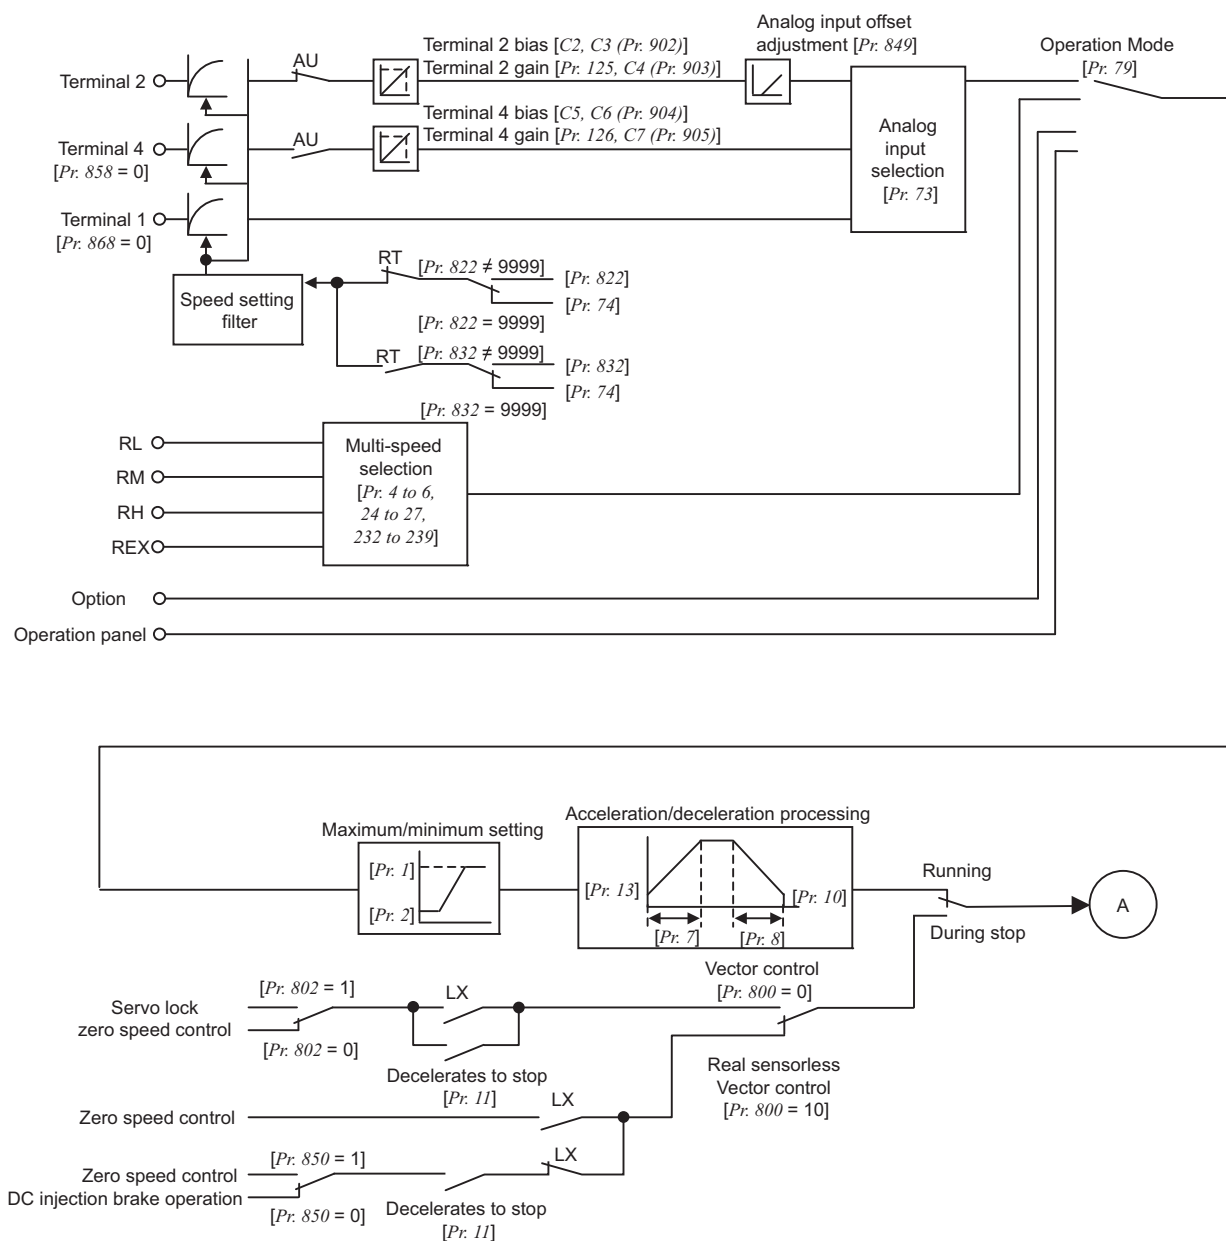 Analog input offset
adjustment [Pr. 849]
Operation Mode
[Pr. 79]
Terminal 2
AU
Terminal 2 bias [C2, C3 (Pr. 902)]
Terminal 2 gain [Pr. 125, C4 (Pr. 903)]
Terminal 4
[Pr. 858 = 0]
AU
Terminal 4 bias [C5, C6 (Pr. 904)]
Terminal 4 gain [Pr. 126, C7 (Pr. 905)]
Analog
input
selection
[Pr. 73]
Terminal 1
[Pr. 868 = 0]
Speed setting
filter
RT
[Pr. 822 ≠ 9999]
[Pr. 822]
[Pr. 74]
[Pr. 822 = 9999]
RT
[Pr. 832 ≠ 9999]
[Pr. 832]
[Pr. 74]
[Pr. 832 = 9999]
RL
RM
RH
REX
Multi-speed
selection
[Pr. 4 to 6,
24 to 27,
232 to 239]
Option
Operation panel
Maximum/minimum setting
[Pr. 1]
[Pr. 2]
Acceleration/deceleration processing
[Pr. 13]
[Pr. 10]
[Pr. 7]
[Pr. 8]
Running
During stop
A
Servo lock
zero speed control
[Pr. 802 = 1]
[Pr. 802 = 0]
LX
Decelerates to stop
[Pr. 11]
Vector control
[Pr. 800 = 0]
Real sensorless
Vector control
[Pr. 800 = 10]
Zero speed control
LX
Zero speed control
DC injection brake operation
[Pr. 850 = 1]
[Pr. 850 = 0]
LX
Decelerates to stop
[Pr. 11]